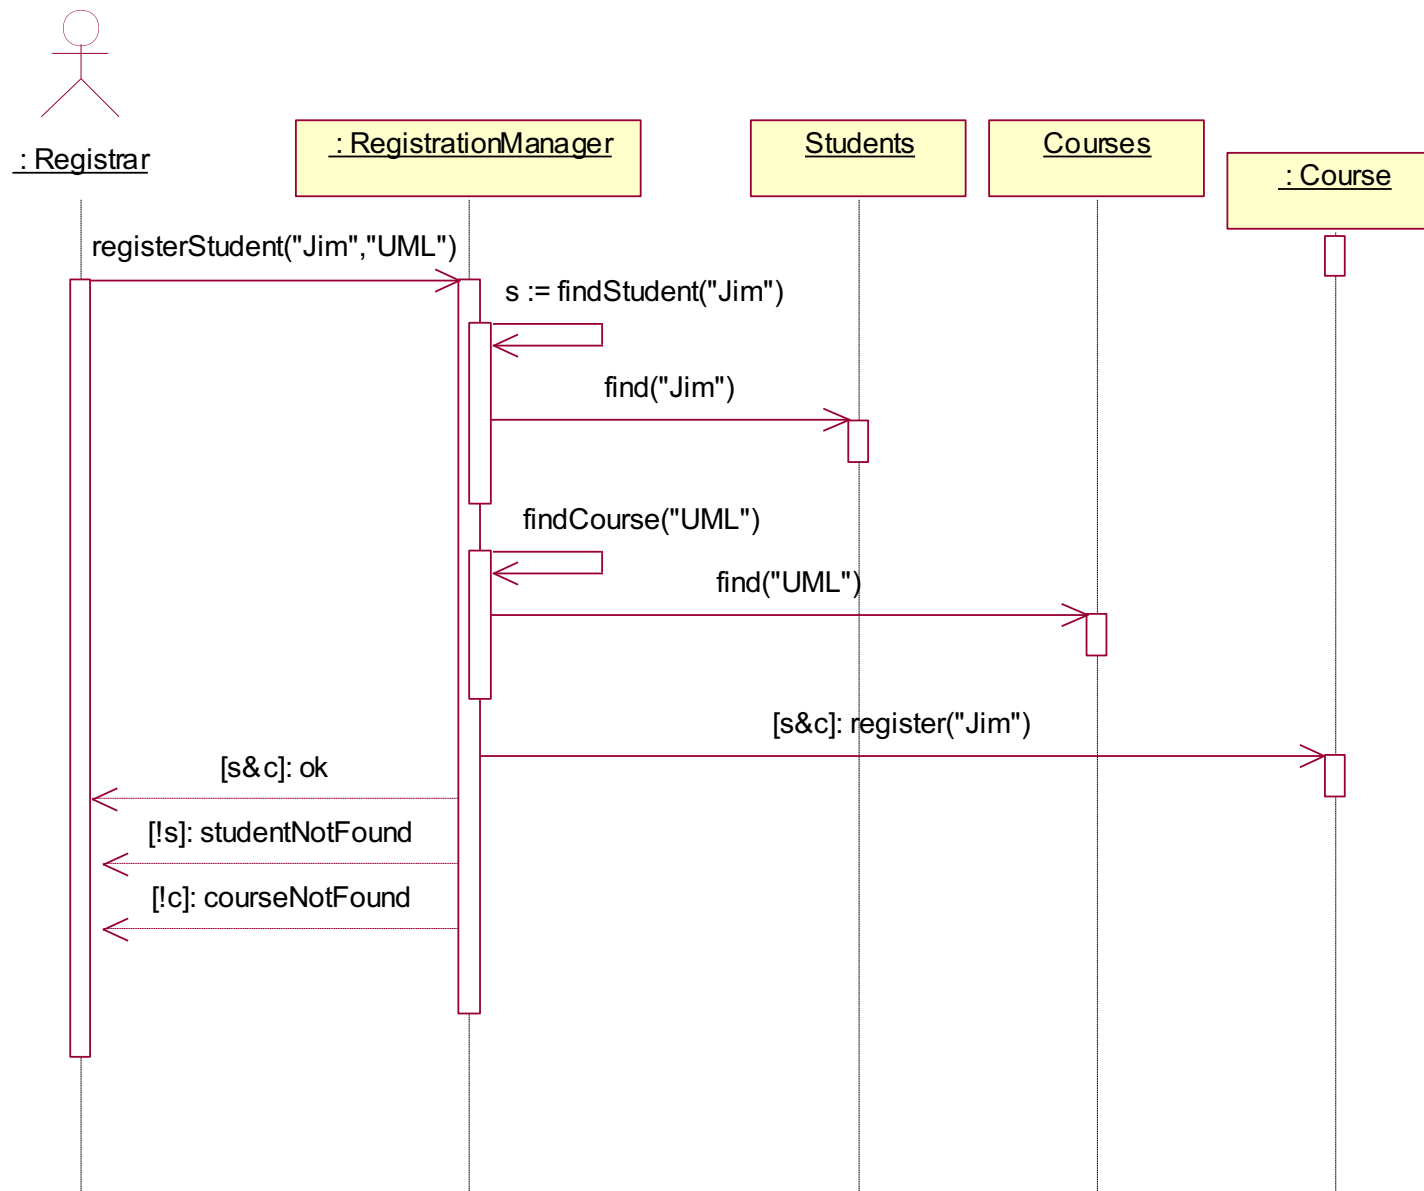 : Registrar
: RegistrationManager
Students
Courses
: Course
registerStudent("Jim","UML")
s := findStudent("Jim")
find("Jim")
findCourse("UML")
find("UML")
[s&c]: register("Jim")
[s&c]: ok
[!s]: studentNotFound
[!c]: courseNotFound